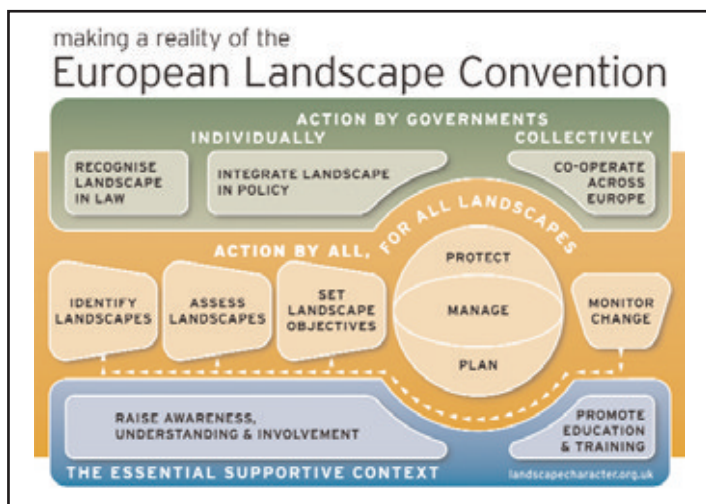 making a reality of the
European Landscape Convention
ACTION BY GOVERNMENTS
INDIVIDUALLY
COLLECTIVELY
RECOGNISE
LANDSCAPE
IN LAW
INTEGRATE LANDSCAPE
IN POLICY
CO-OPERATE
ACROSS
EUROPE
ACTION BY ALL, FOR ALL LANDSCAPES
IDENTIFY
LANDSCAPES
ASSESS
LANDSCAPES
SET
LANDSCAPE
OBJECTIVES
PROTECT
MANAGE
PLAN
MONITOR
CHANGE
RAISE AWARENESS,
UNDERSTANDING & INVOLVEMENT
PROMOTE
EDUCATION
& TRAINING
THE ESSENTIAL SUPPORTIVE CONTEXT
landscapecharacter.org.uk